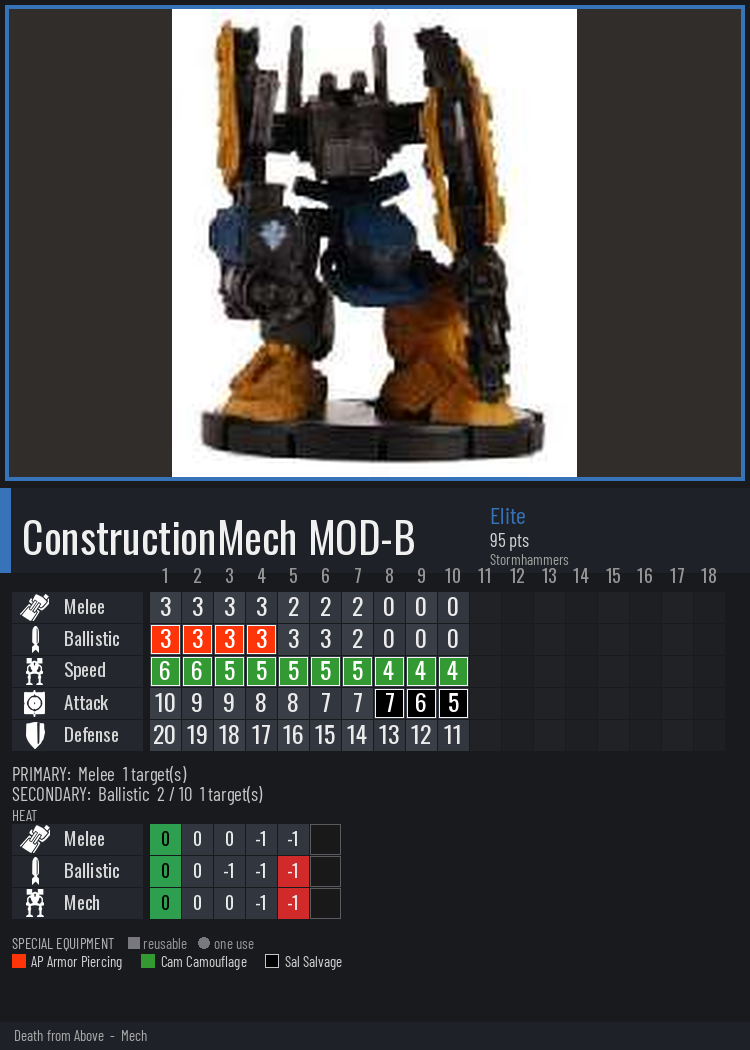 ConstructionMech MOD-B
Elite
95 pts
Stormhammers
1 2 3 4 5 6 7 8 9 10 11 12 13 14 15 16 17 18
Melee 3 3 3 3 2 2 2 0 0 0
Ballistic 3 3 3 3 3 3 2 0 0 0
Speed 6 6 5 5 5 5 5 4 4 4
Attack 10 9 9 8 8 7 7 7 6 5
Defense 20 19 18 17 16 15 14 13 12 11
PRIMARY: Melee 1 target(s)
SECONDARY: Ballistic 2 / 10 1 target(s)
HEAT
Melee 0 0 0 -1 -1
Ballistic 0 0 -1 -1 -1
Mech 0 0 0 -1 -1
SPECIAL EQUIPMENT reusable one use
AP Armor Piercing Cam Camouflage Sal Salvage
Death from Above - Mech